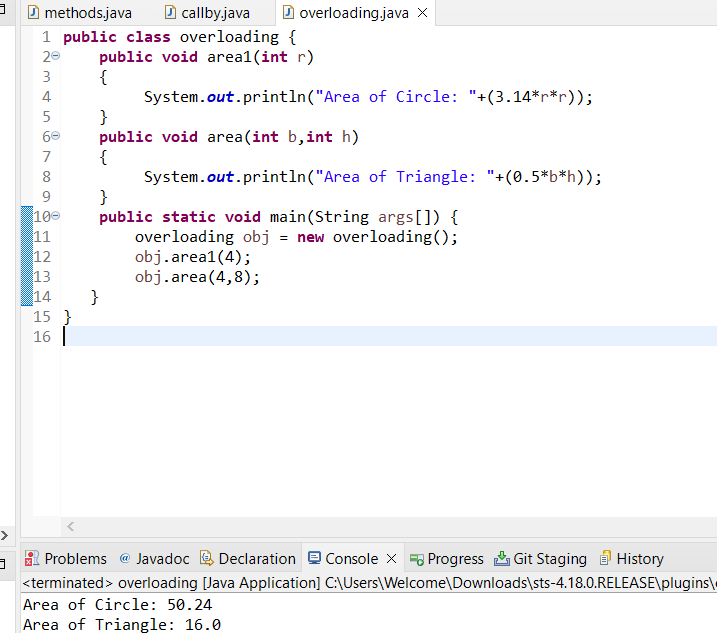 methods.java callby.java overloading.java
1 public class overloading {
2 public void area1(int r)
3 {
4 System.out.println("Area of Circle: "+(3.14*r*r));
5 }
6 public void area(int b,int h)
7 {
8 System.out.println("Area of Triangle: "+(0.5*b*h));
9 }
10 public static void main(String args[]) {
11 overloading obj = new overloading();
12 obj.area1(4);
13 obj.area(4,8);
14 }
15 }
16
Problems @ Javadoc Declaration Console Progress Git Staging History
<terminated> overloading [Java Application] C:\Users\Welcome\Downloads\sts-4.18.0.RELEASE\plugins\
Area of Circle: 50.24
Area of Triangle: 16.0